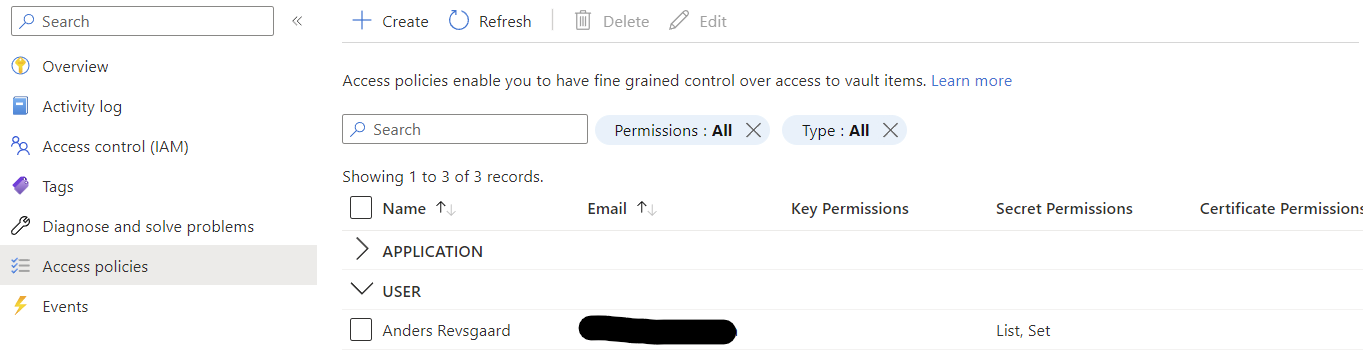 Search
Create Refresh Delete Edit
Overview
Activity log
Access control (IAM)
Tags
Diagnose and solve problems
Access policies
Events
Access policies enable you to have fine grained control over access to vault items. Learn more
Search Permissions : All Type : All
Showing 1 to 3 of 3 records.
Name Email Key Permissions Secret Permissions Certificate Permissions
APPLICATION
USER
Anders Revsgaard List, Set